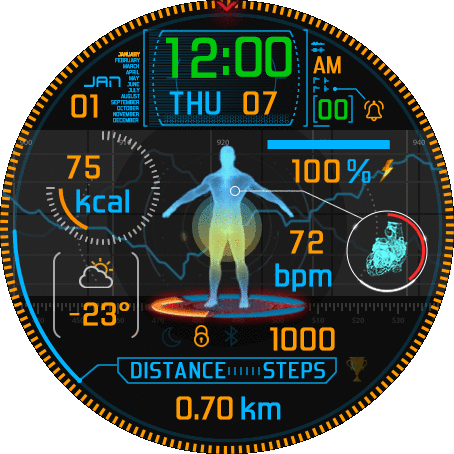 12:00
AM
JAN
01
JANUARY
FEBRUARY
MARCH
APRIL
MAY
JUNE
JULY
AUGUST
SEPTEMBER
OCTOBER
NOVEMBER
DECEMBER
THU 07
00
920
940
75
kcal
100%
72
bpm
-23°
1000
DISTANCE STEPS
0.70 km